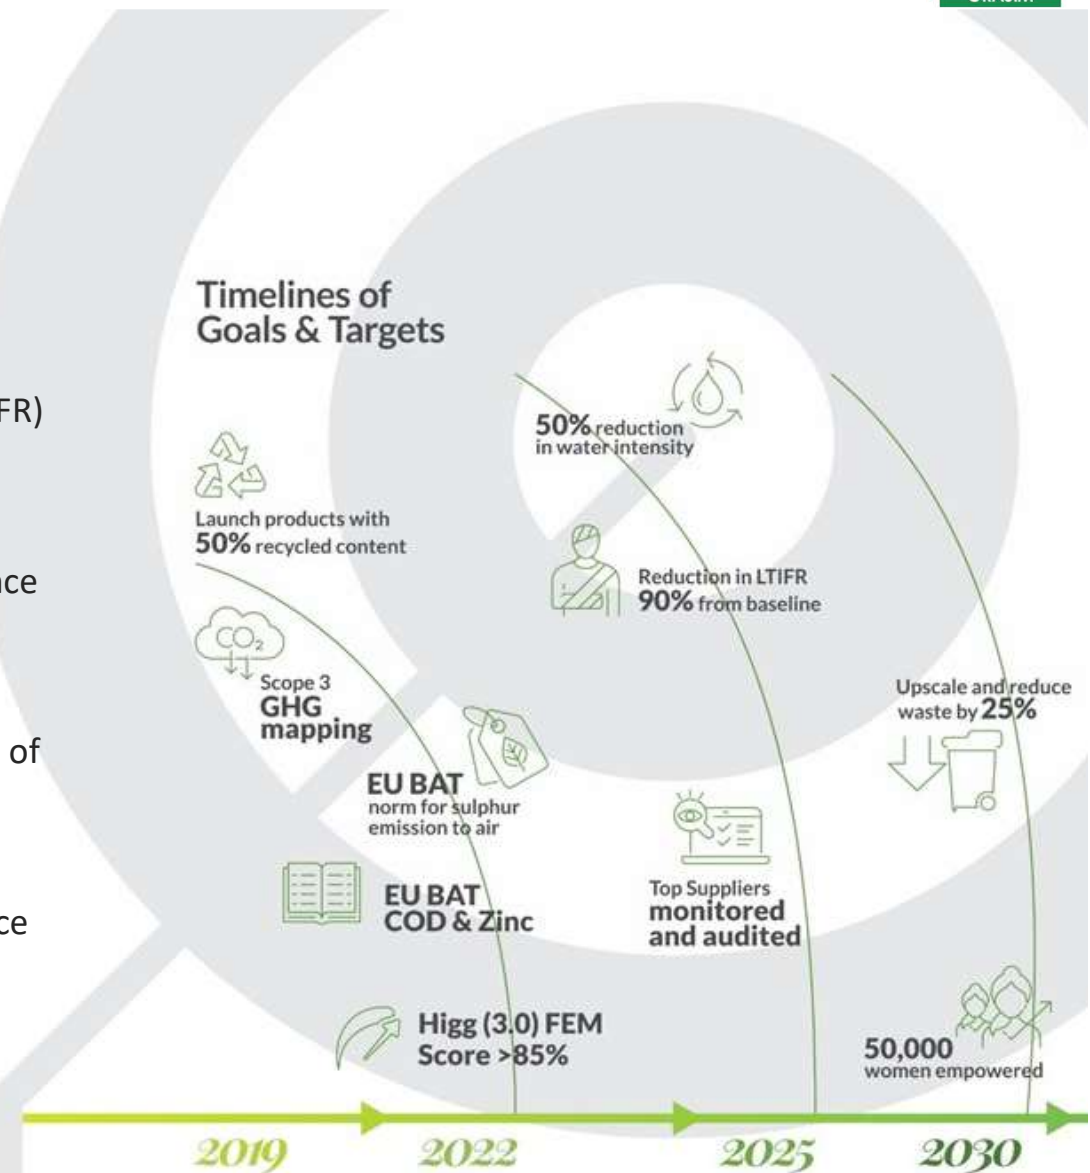 FR)
nce
of
ce
Timelines of
Goals & Targets
50% reduction
in water intensity
Launch products with
50% recycled content
Reduction in LTIFR
90% from baseline
CO2
Scope 3
GHG
mapping
Upscale and reduce
waste by 25%
EU BAT
norm for sulphur
emission to air
EU BAT
COD & Zinc
Top Suppliers
monitored
and audited
Higg (3.0) FEM
Score >85%
50,000
women empowered
2019 2022 2025 2030